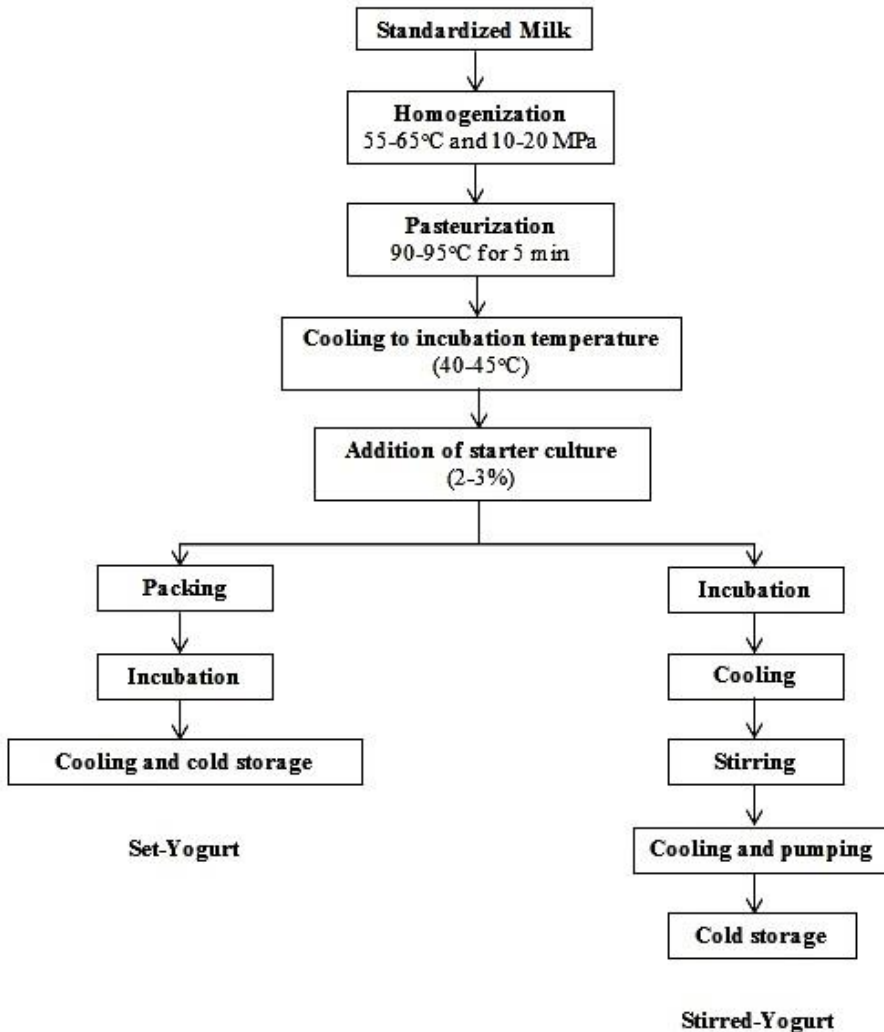 Standardized Milk
Homogenization
55-65°C and 10-20 MPa
Pasteurization
90-95°C for 5 min
Cooling to incubation temperature
(40-45°C)
Addition of starter culture
(2-3%)
Packing
Incubation
Cooling and cold storage
Set-Yogurt
Incubation
Cooling
Stirring
Cooling and pumping
Cold storage
Stirred-Yogurt